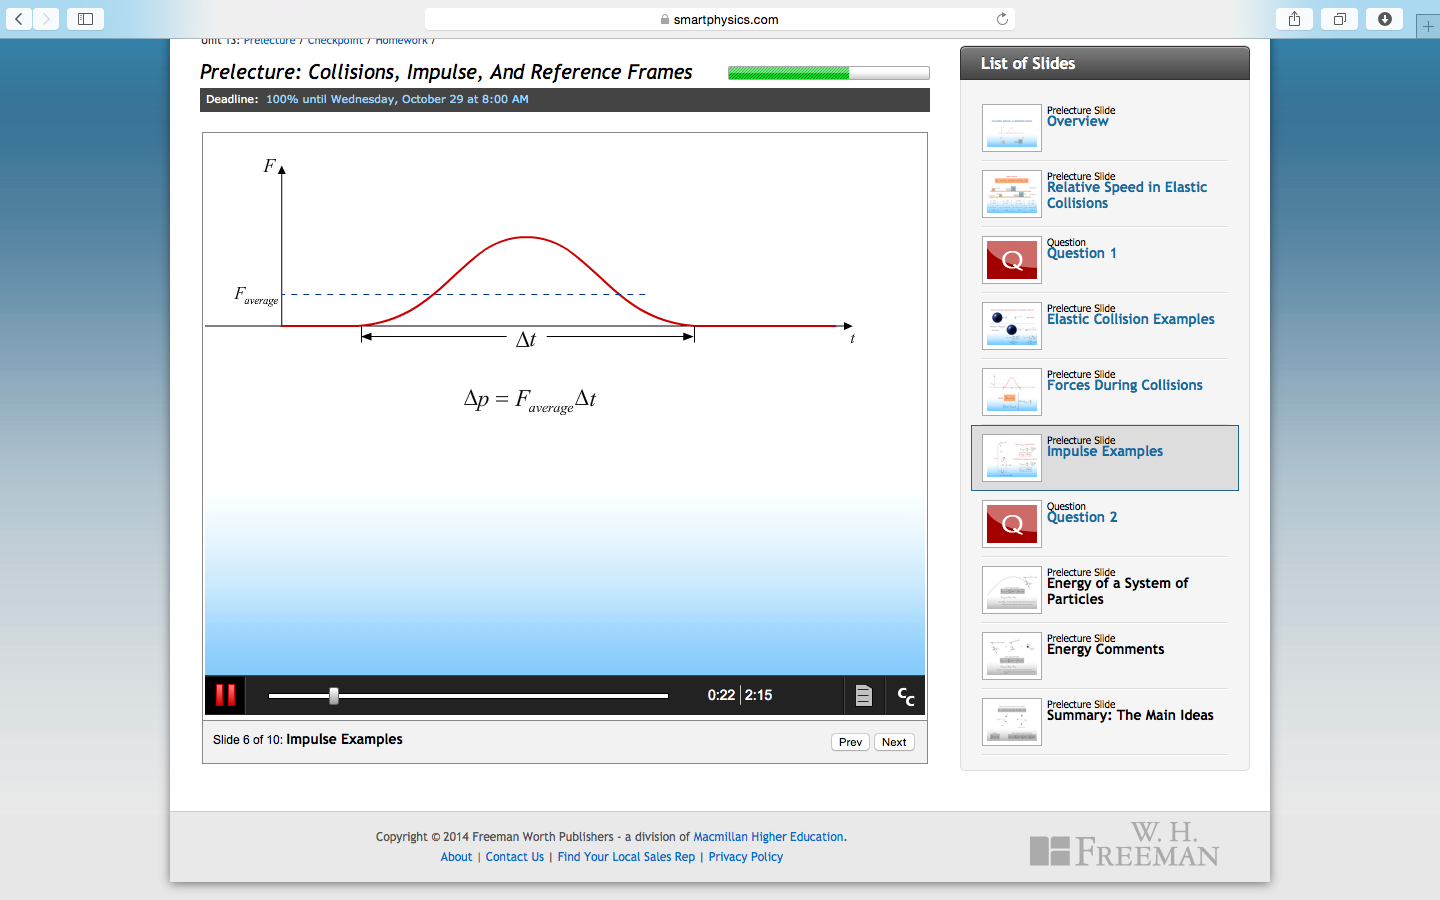 smartphysics.com
Unit 13: Prelecture / Checkpoint / Homework /
Prelecture: Collisions, Impulse, And Reference Frames
Deadline: 100% until Wednesday, October 29 at 8:00 AM
F
F average
Δt
t
Δp = F average Δt
0:22 | 2:15
CC
Slide 6 of 10: Impulse Examples
Prev Next
List of Slides
Prelecture Slide
Overview
Prelecture Slide
Relative Speed in Elastic
Collisions
Q
Question
Question 1
Prelecture Slide
Elastic Collision Examples
Prelecture Slide
Forces During Collisions
Prelecture Slide
Impulse Examples
Q
Question
Question 2
Prelecture Slide
Energy of a System of
Particles
Prelecture Slide
Energy Comments
Prelecture Slide
Summary: The Main Ideas
Copyright © 2014 Freeman Worth Publishers - a division of Macmillan Higher Education.
About | Contact Us | Find Your Local Sales Rep | Privacy Policy
W. H.
FREEMAN